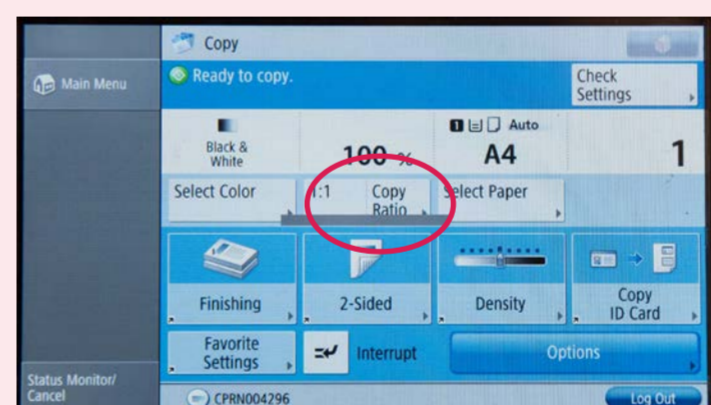 Copy
Main Menu
Ready to copy.
Check
Settings
1 Auto
Black &
White
100 %
A4
1
Select Color
1:1
Copy
Ratio
Select Paper
Finishing
2-Sided
Density
Copy
ID Card
Favorite
Settings
Interrupt
Options
Status Monitor/
Cancel
CPRN004296
Log Out